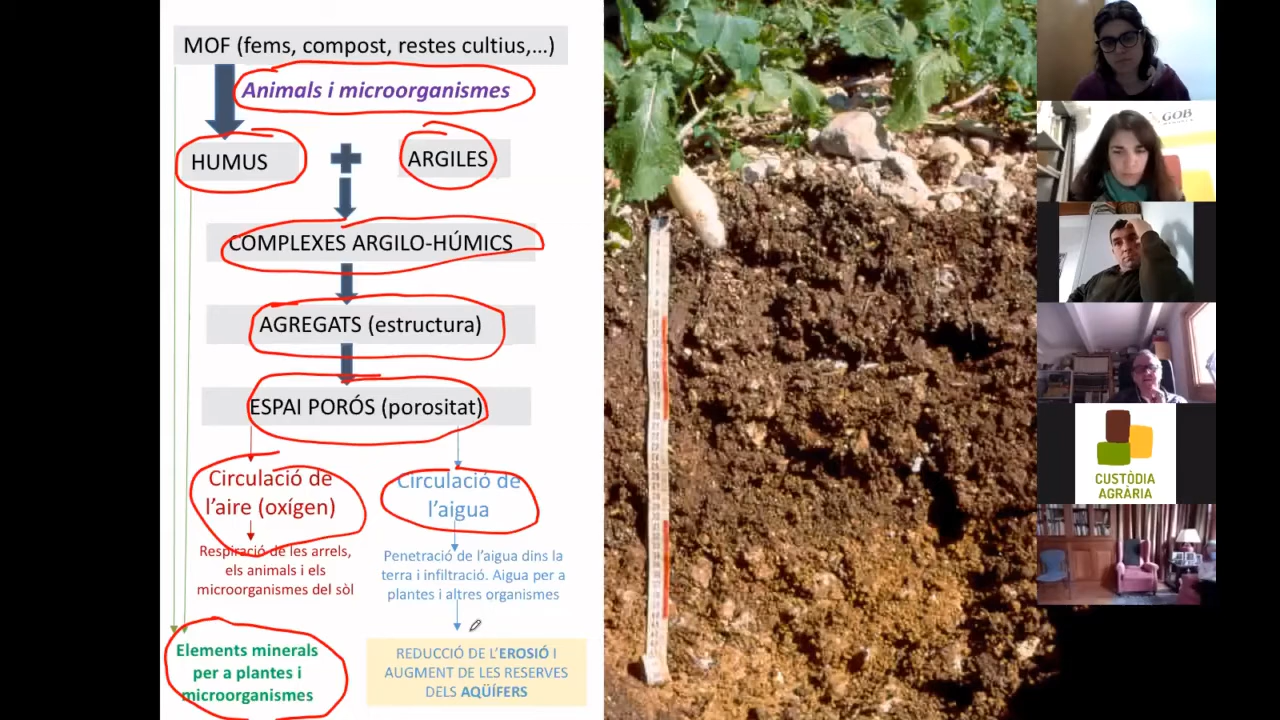 MOF (fems, compost, restes cultius,...)
Animals i microorganismes
HUMUS
ARGILES
COMPLEXES ARGILO-HÚMICS
AGREGATS (estructura)
ESPAI PORÓS (porositat)
Circulació de
l'aire (oxígen)
Circulació de
l'aigua
Respiració de les arrels,
els animals i els
microorganismes del sòl
Penetració de l'aigua dins la
terra i infiltració. Aigua per a
plantes i altres organismes
Elements minerals
per a plantes i
microorganismes
REDUCCIÓ DE L'EROSIÓ I
AUGMENT DE LES RESERVES
DELS AQÜÍFERS
GOB
CUSTÒDIA
AGRÀRIA